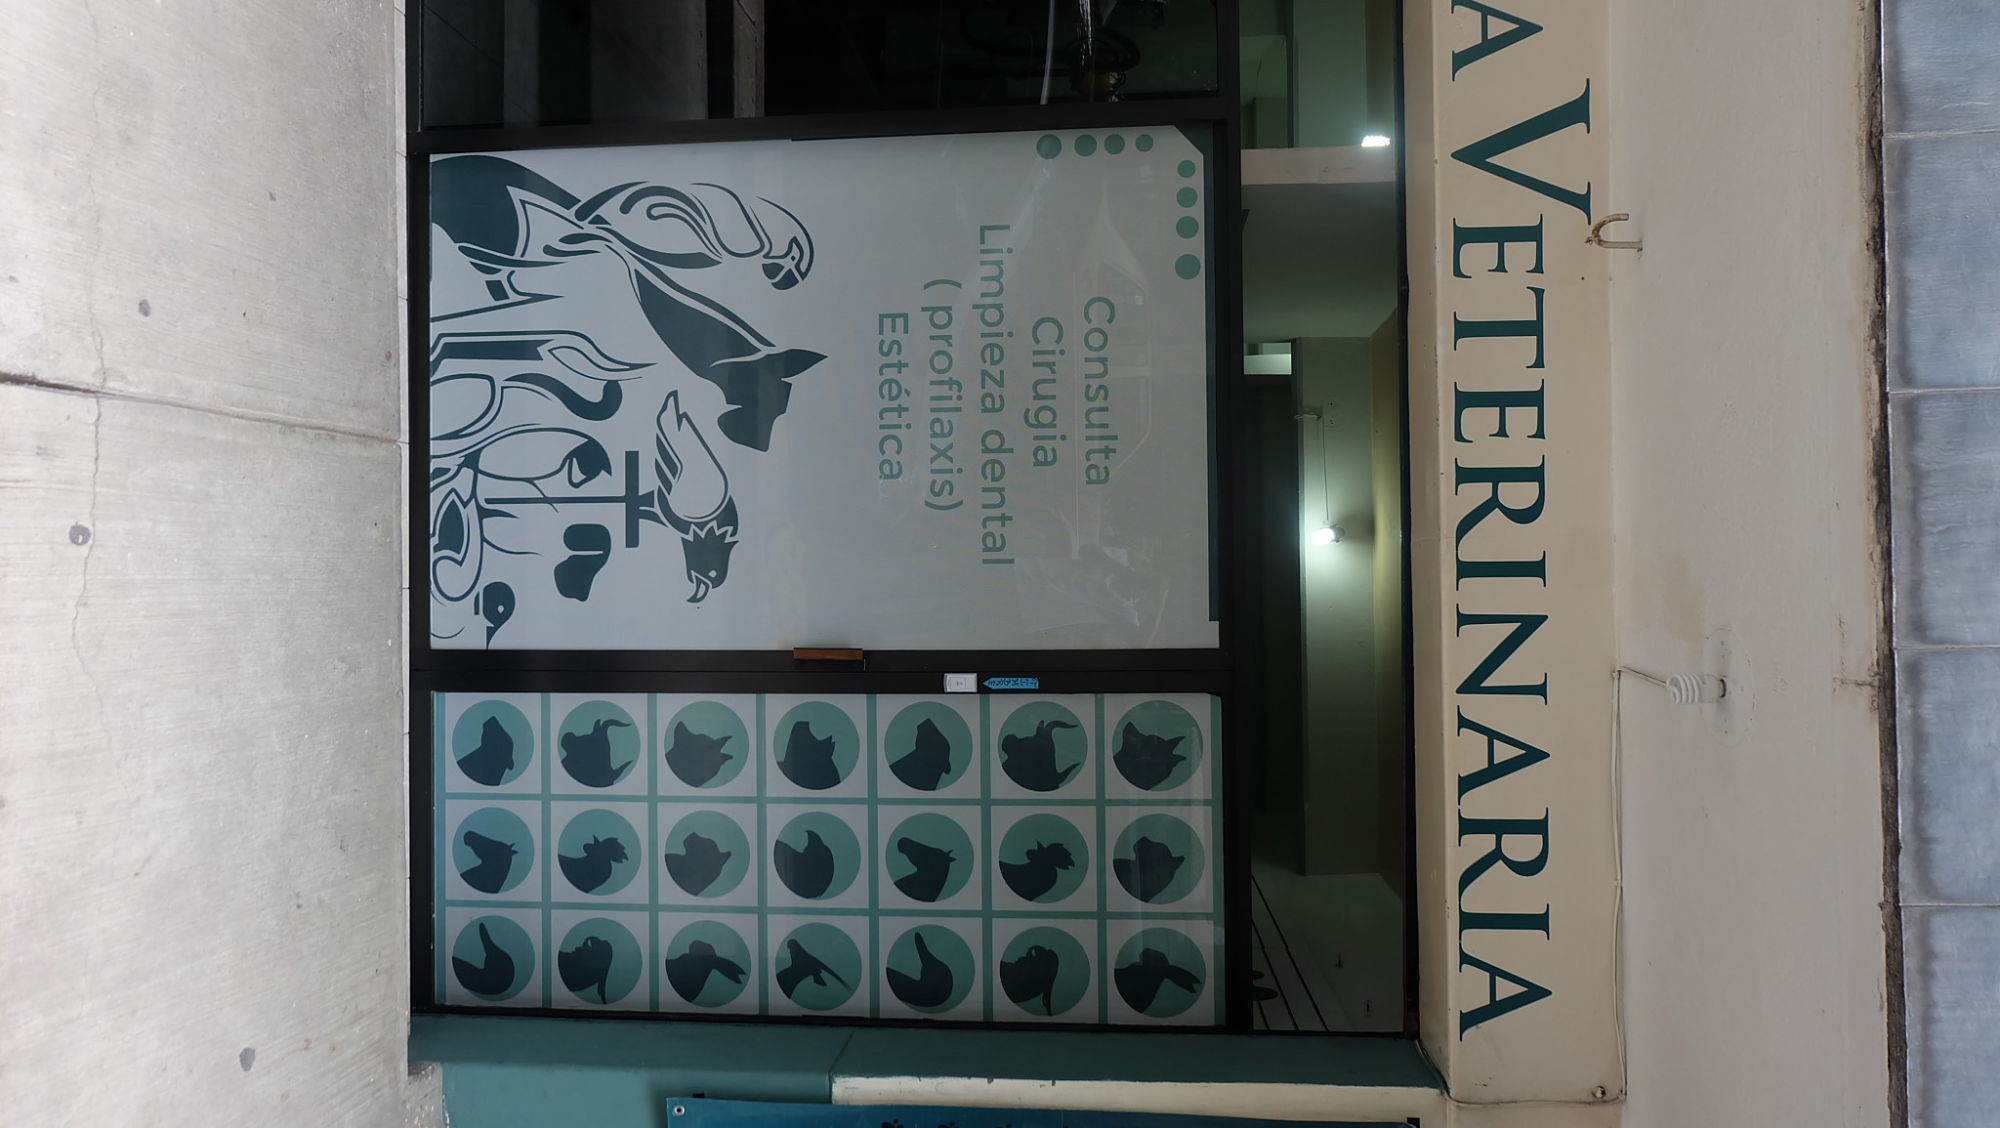 A VETERINARIA
Consulta
Cirugia
Limpieza dental
( profilaxis)
Estética